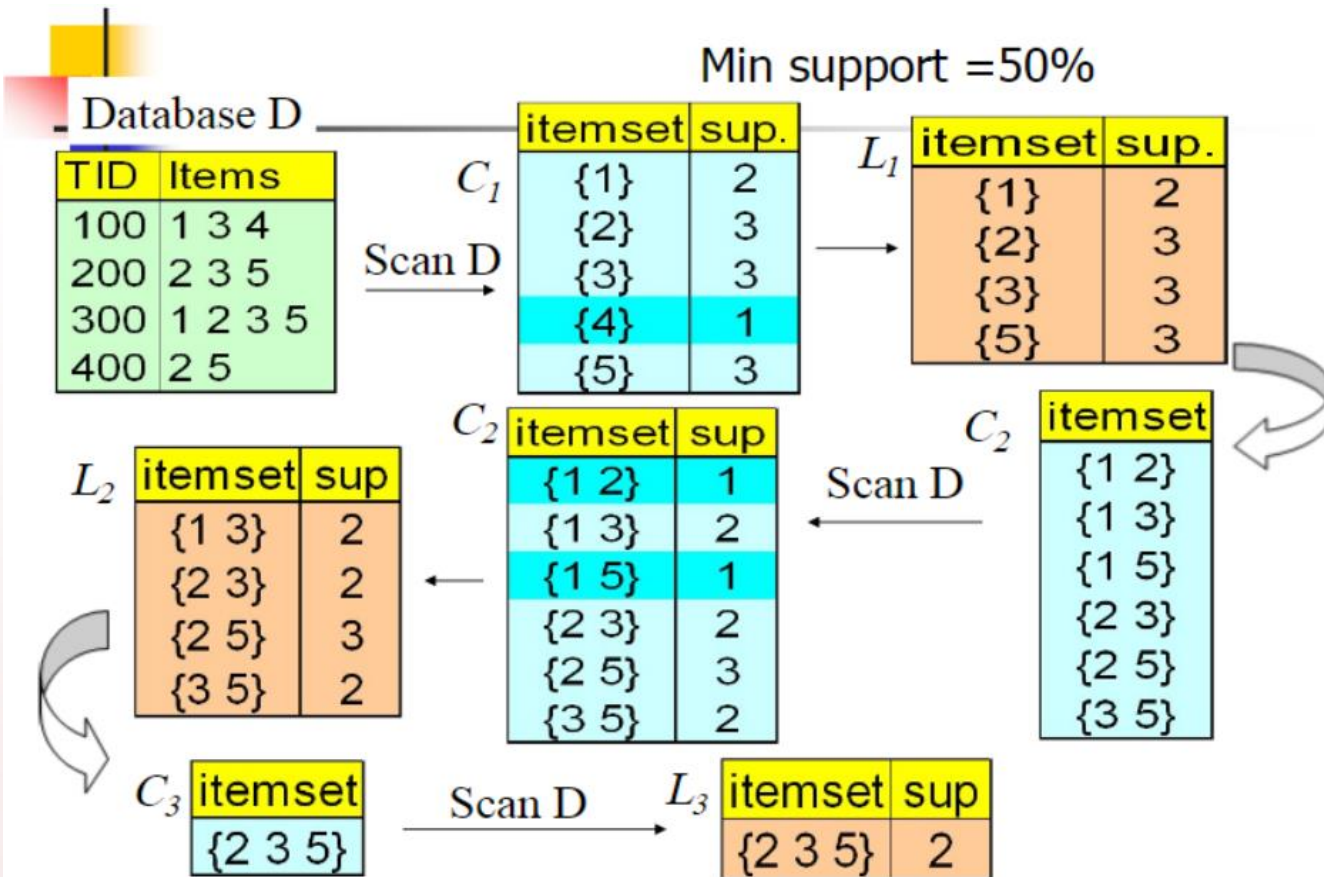 Min support =50%
Database D
TID Items
100 1 3 4
200 2 3 5
300 1 2 3 5
400 2 5
Scan D
C1
itemset sup.
{1} 2
{2} 3
{3} 3
{4} 1
{5} 3
L1
itemset sup.
{1} 2
{2} 3
{3} 3
{5} 3
C2
itemset
{1 2}
{1 3}
{1 5}
{2 3}
{2 5}
{3 5}
Scan D
C2
itemset sup
{1 2} 1
{1 3} 2
{1 5} 1
{2 3} 2
{2 5} 3
{3 5} 2
L2
itemset sup
{1 3} 2
{2 3} 2
{2 5} 3
{3 5} 2
C3
itemset
{2 3 5}
Scan D
L3
itemset sup
{2 3 5} 2